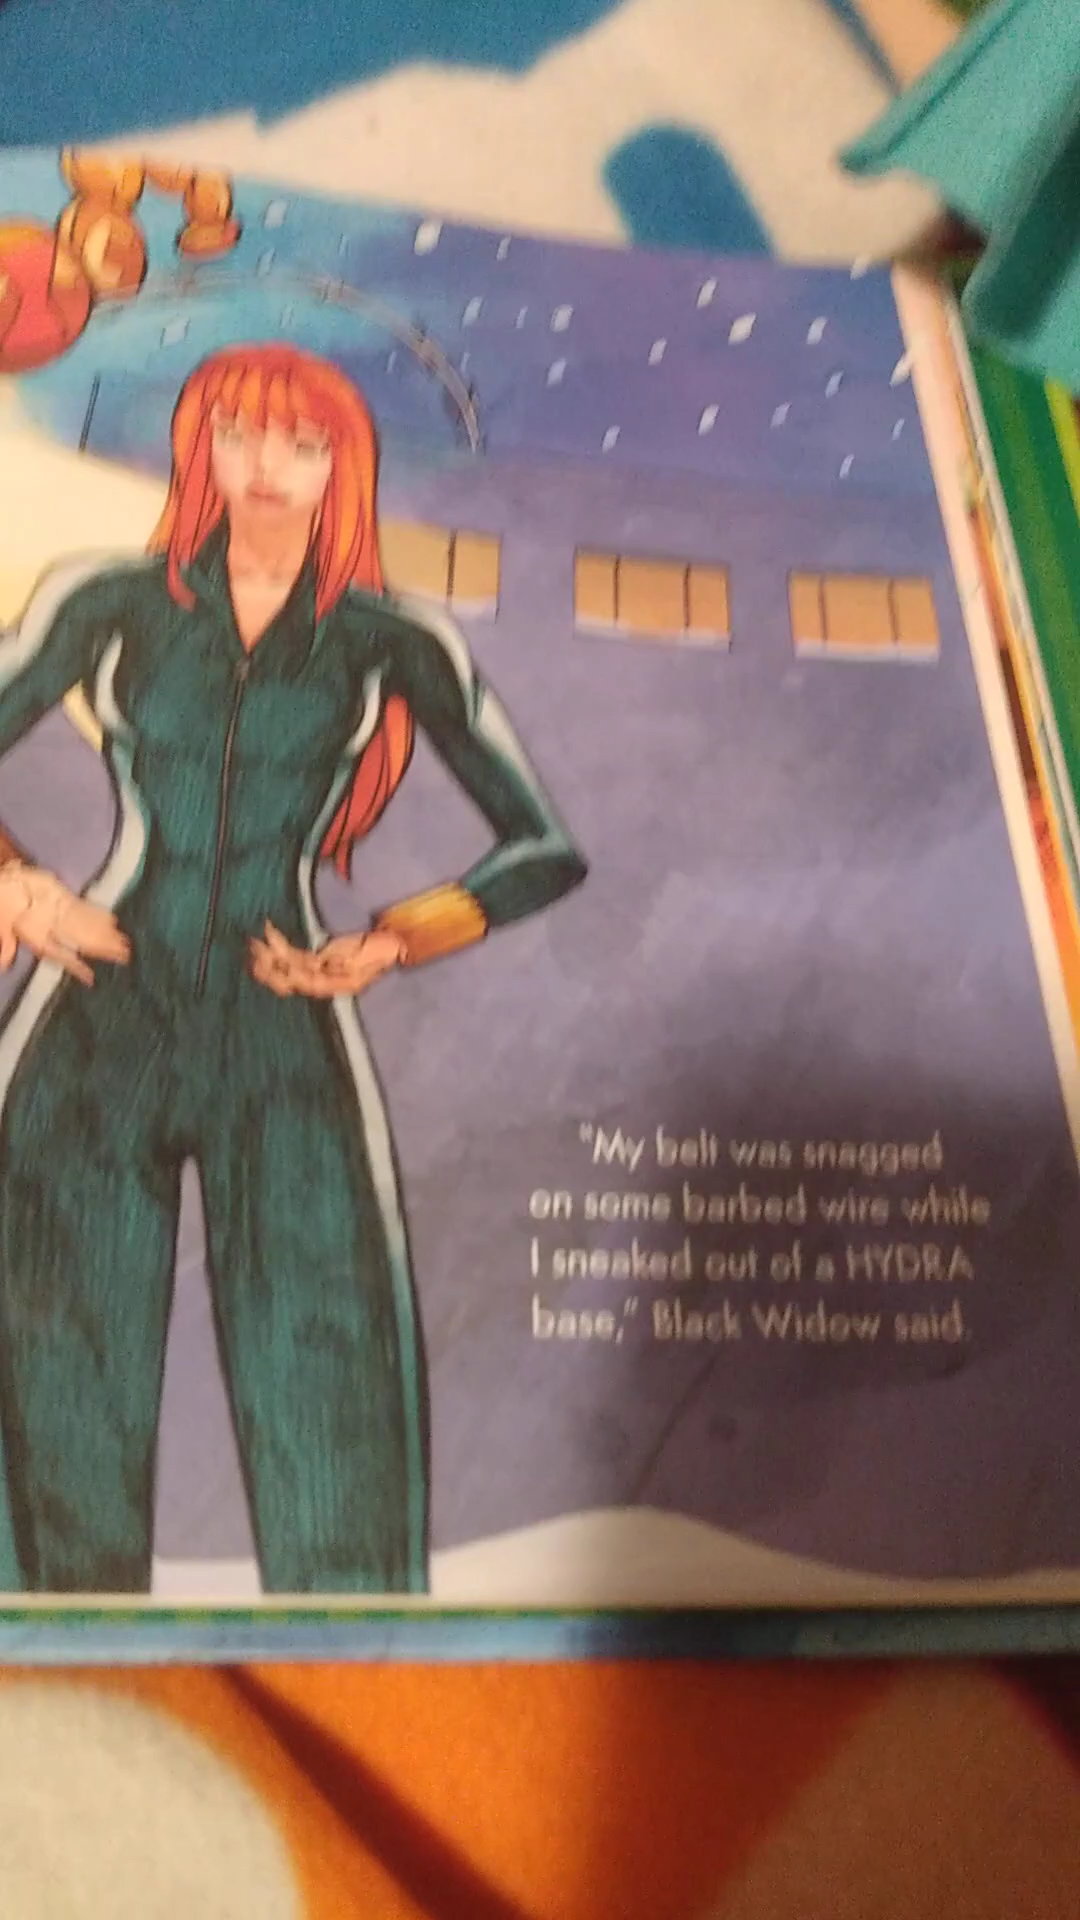 "My belt was snagged
on some barbed wire while
I sneaked out of a HYDRA
base," Black Widow said.